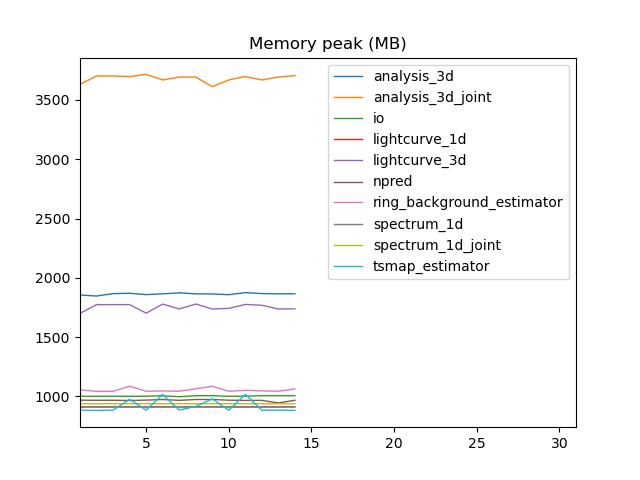 Memory peak (MB)
analysis_3d
analysis_3d_joint
io
lightcurve_1d
lightcurve_3d
npred
ring_background_estimator
spectrum_1d
spectrum_1d_joint
tsmap_estimator
3500
3000
2500
2000
1500
1000
5 10 15 20 25 30